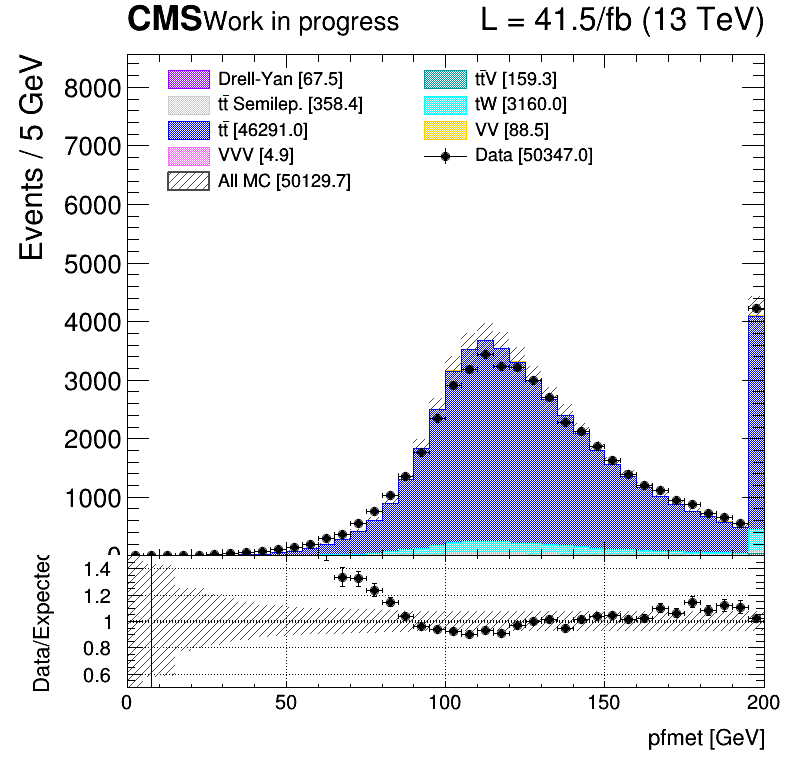 CMS Work in progress L = 41.5/fb (13 TeV)
Events / 5 GeV
8000
7000
6000
5000
4000
3000
2000
1000
0
Drell-Yan [67.5]
tt̄ Semilep. [358.4]
tt̄ [46291.0]
VVV [4.9]
All MC [50129.7]
tt̄V [159.3]
tW [3160.0]
VV [88.5]
Data [50347.0]
Data/Expected
1.4
1.2
1
0.8
0.6
0 50 100 150 200
pfmet [GeV]